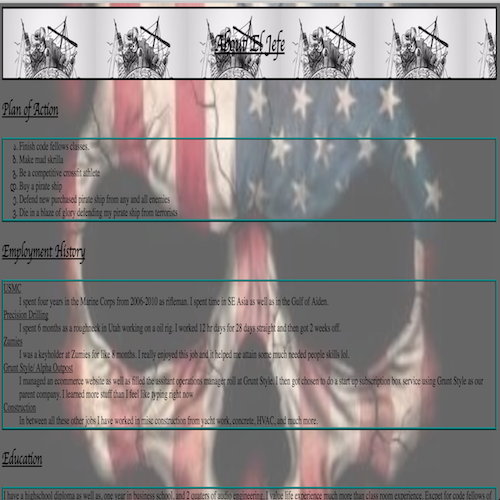 About El Jefe
Plan of Action
Finish code fellows classes.
Make mad skrilla
Be a competitive crossfit athlete
Buy a pirate ship
Defend new purchased pirate ship from any and all enemies
Die in a blaze of glory defending my pirate ship from terrorists
Employment History
USMC
I spent four years in the Marine Corps from 2006-2010 as rifleman. I spent time in SE Asia as well as in the Gulf of Aiden.
Precision Drilling
I spent 6 months as a roughneck in Utah working on a oil rig. I worked 12 hr days for 28 days straight and then got 2 weeks off.
Zumies
I was a keyholder at Zumies for like 8 months. I really enjoyed this job and it helped me attain some much needed people skills lol.
Grant Style/ Alpha Outpost
I managed an ecommerce website as well as filled the assitant operations manager roll at Grant Style. I then got chosen to do a start up subscription box service using Grant Style as our
parent company. I learned more stuff than I feel like typing right now
Construction
In between all these other jobs I have worked in misc construction from yacht work, concrete, HVAC, and much more.
Education
I have a highschool diploma as well as, one year in business school, and 2 quaters of audio engineering. I value life experience much more than class room experience. Except for code fellows of